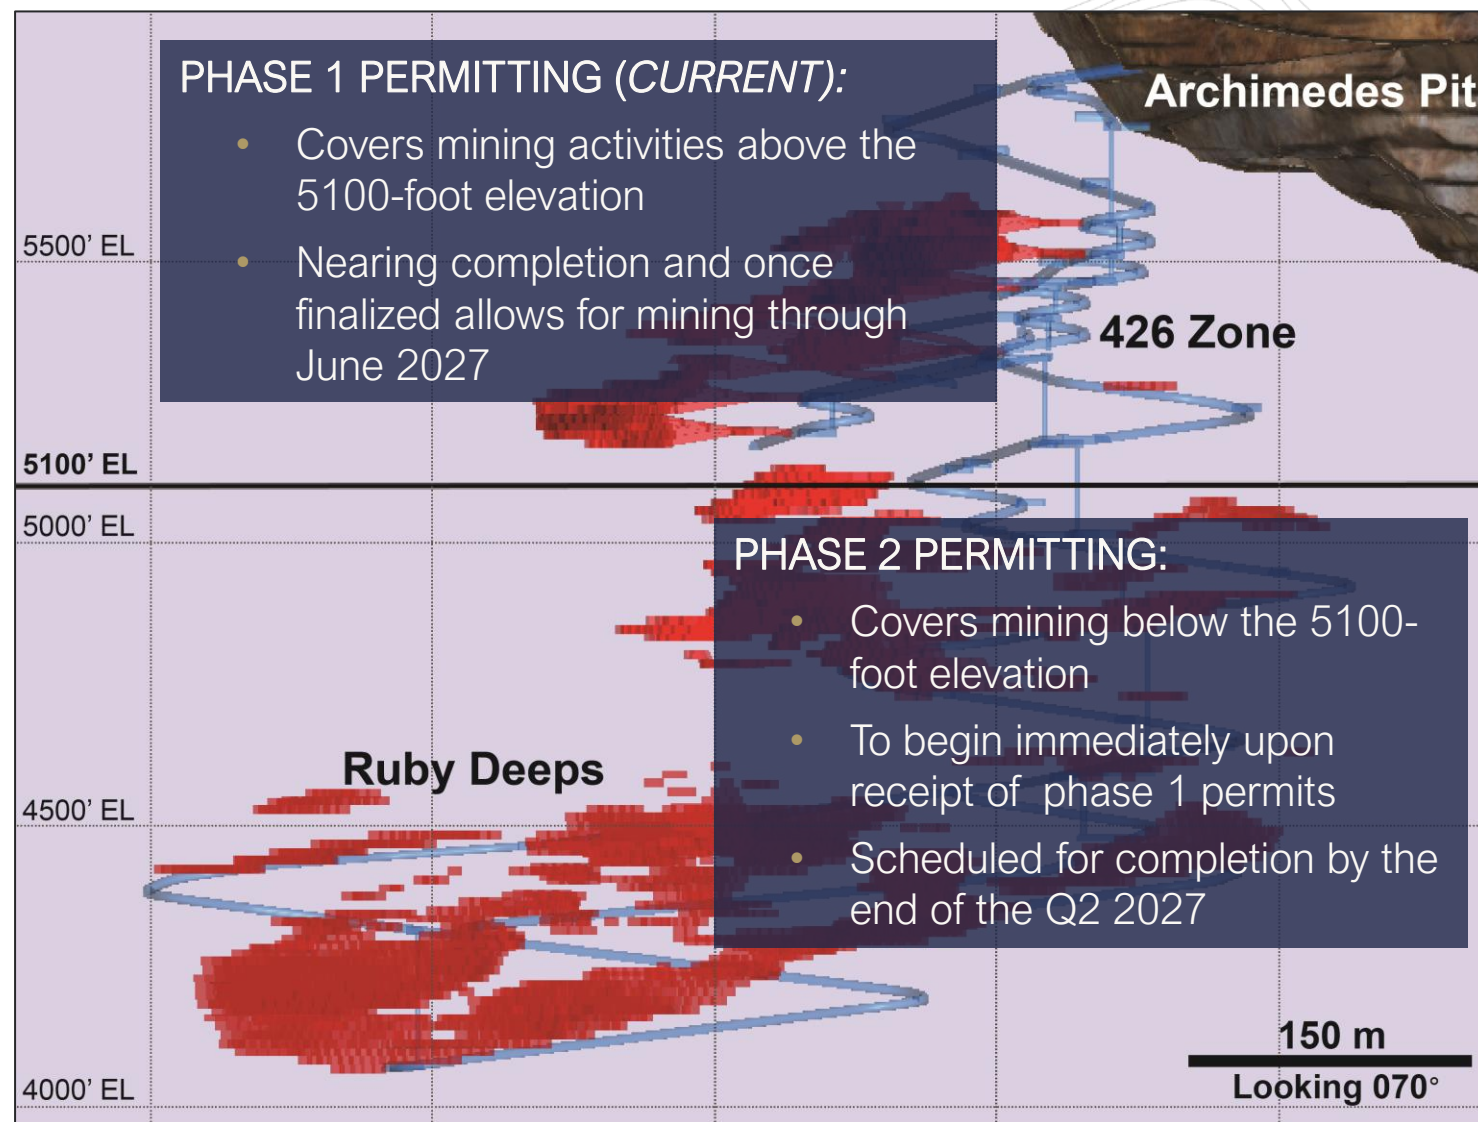 PHASE 1 PERMITTING (CURRENT):
• Covers mining activities above the
5100-foot elevation
• Nearing completion and once
finalized allows for mining through
June 2027
Archimedes Pit
5500' EL
426 Zone
5100' EL
5000' EL
PHASE 2 PERMITTING:
• Covers mining below the 5100-
foot elevation
• To begin immediately upon
receipt of  phase 1 permits
• Scheduled for completion by the
end of the Q2 2027
Ruby Deeps
4500' EL
4000' EL
150 m
Looking 070°